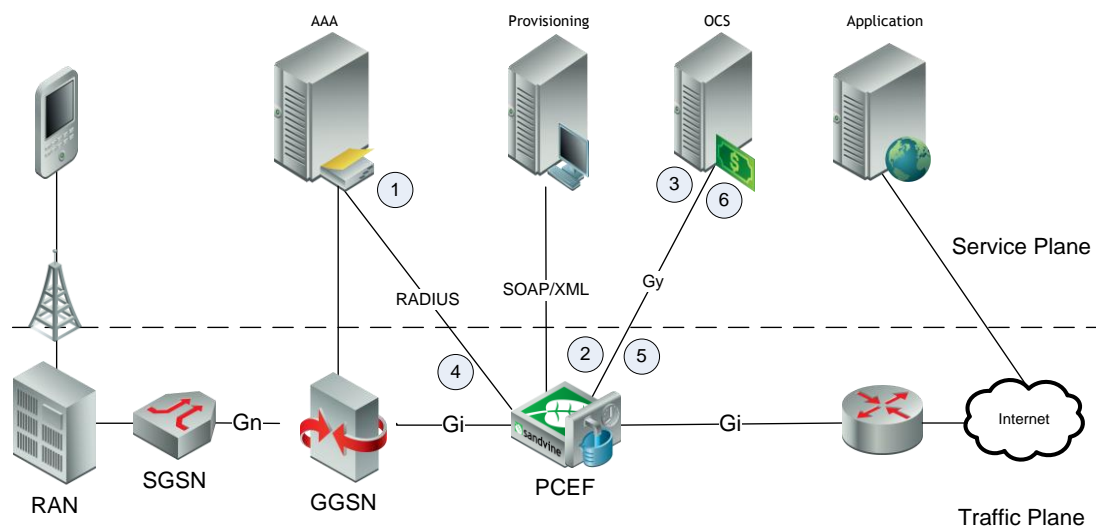 AAA
Provisioning
OCS
Application
$
1
3
6
Service Plane
RADIUS
SOAP/XML
Gy
2
5
4
Gn
Gi
sandvine
Gi
Internet
RAN
SGSN
GGSN
PCEF
Traffic Plane